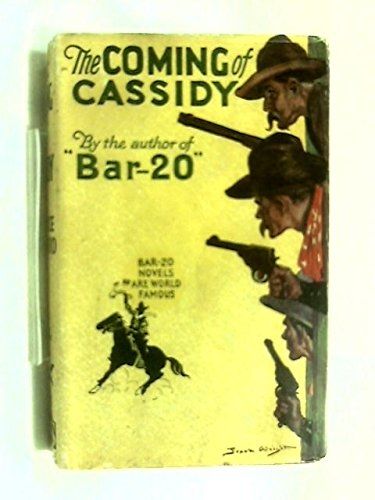 The COMING of
CASSIDY
By the author of
"Bar-20"
BAR-20
NOVELS
ARE WORLD
FAMOUS